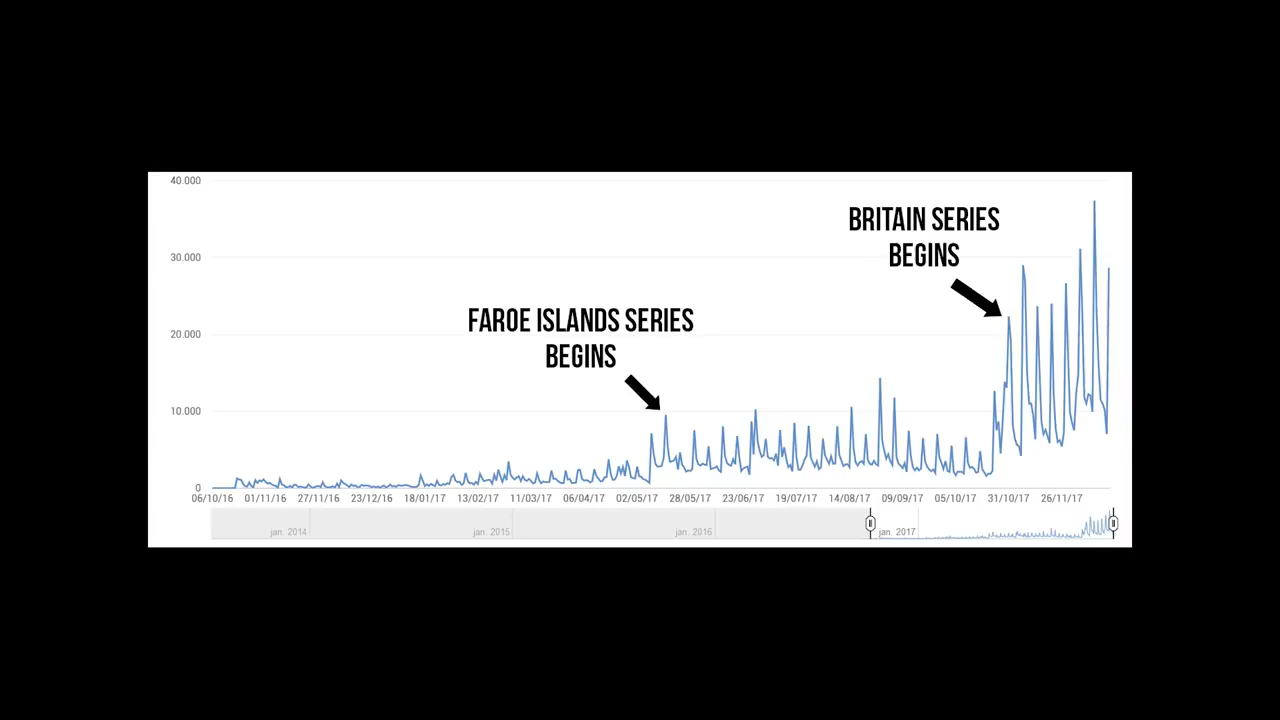 40.000
BRITAIN SERIES
BEGINS
30.000
FAROE ISLANDS SERIES
BEGINS
20.000
10.000
0
06/10/16 01/11/16 27/11/16 23/12/16 18/01/17 13/02/17 11/03/17 06/04/17 02/05/17 28/05/17 23/06/17 19/07/17 14/08/17 09/09/17 05/10/17 31/10/17 26/11/17
jan. 2014 jan. 2015 jan. 2016 jan. 2017